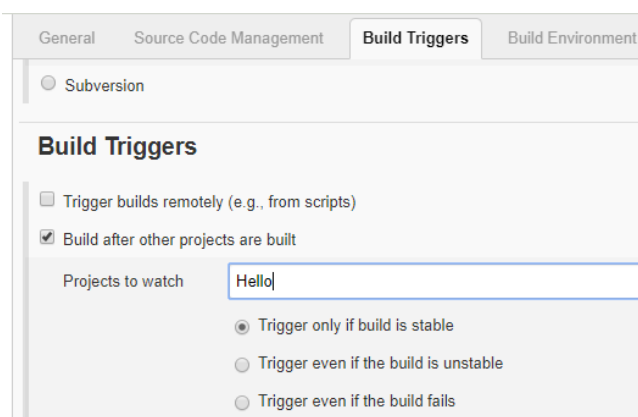 General Source Code Management Build Triggers Build Environment
Subversion
Build Triggers
Trigger builds remotely (e.g., from scripts)
Build after other projects are built
Projects to watch Hello
Trigger only if build is stable
Trigger even if the build is unstable
Trigger even if the build fails